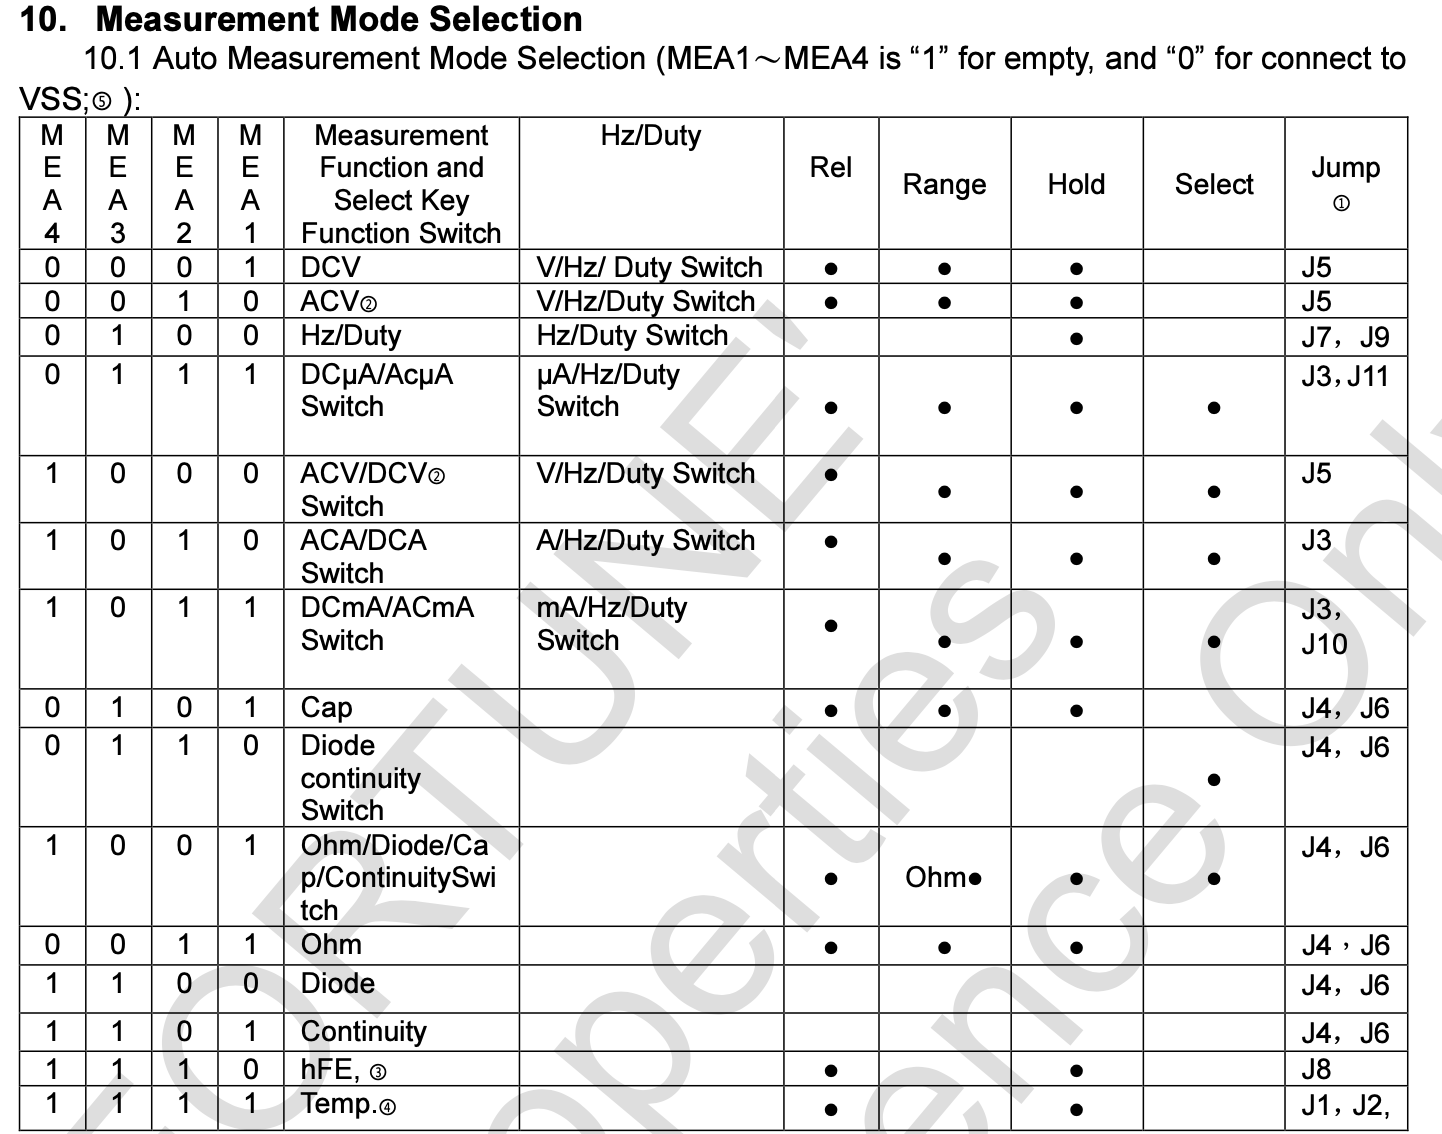 10. Measurement Mode Selection
10.1 Auto Measurement Mode Selection (MEA1～MEA4 is “1” for empty, and “0” for connect to
VSS;⑤ ):
MEA4 MEA3 MEA2 MEA1 Measurement Function and Select Key Function Switch Hz/Duty Rel Range Hold Select Jump ①
0 0 0 1 DCV V/Hz/ Duty Switch ● ● ● J5
0 0 1 0 ACV② V/Hz/Duty Switch ● ● ● J5
0 1 0 0 Hz/Duty Hz/Duty Switch ● J7，J9
0 1 1 1 DCµA/AcµA µA/Hz/Duty J3，J11
Switch Switch ● ● ● ●
1 0 0 0 ACV/DCV② V/Hz/Duty Switch ● J5
Switch ● ● ●
1 0 1 0 ACA/DCA A/Hz/Duty Switch ● J3
Switch ● ● ●
1 0 1 1 DCmA/ACmA mA/Hz/Duty J3，
Switch Switch ● ● ● ● J10
0 1 0 1 Cap ● ● ● J4，J6
0 1 1 0 Diode J4，J6
continuity ●
Switch
1 0 0 1 Ohm/Diode/Ca J4，J6
p/ContinuitySwi ● Ohm● ● ●
tch
0 0 1 1 Ohm ● ● ● J4，J6
1 1 0 0 Diode J4，J6
1 1 0 1 Continuity J4，J6
1 1 1 0 hFE, ③ ● ● J8
1 1 1 1 Temp.④ ● ● J1，J2,
FORTUNE'
operties
ence